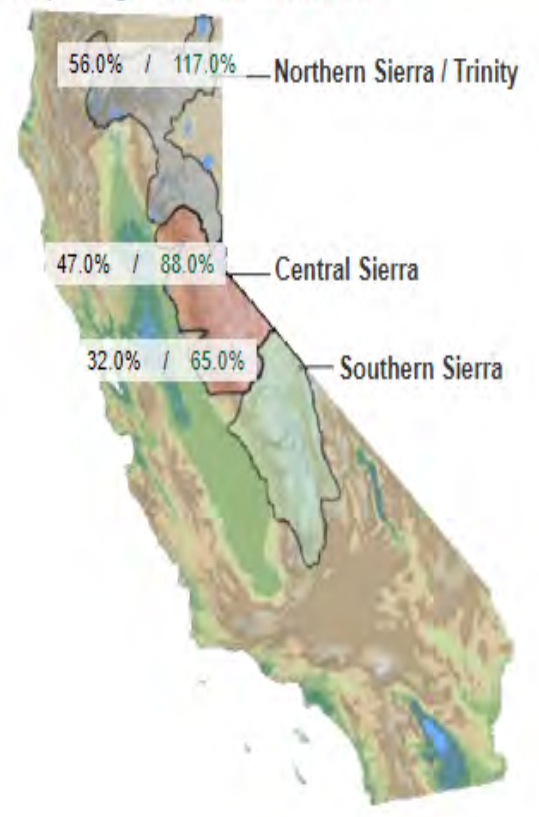 56.0% / 117.0% Northern Sierra / Trinity
47.0% / 88.0% Central Sierra
32.0% / 65.0% Southern Sierra